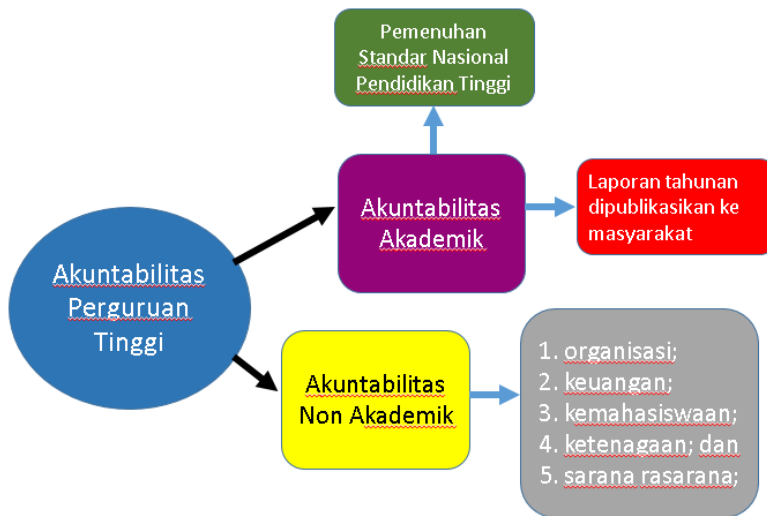 Pemenuhan
Standar Nasional
Pendidikan Tinggi
Akuntabilitas
Akademik
Laporan tahunan
dipublikasikan ke
masyarakat
Akuntabilitas
Perguruan
Tinggi
Akuntabilitas
Non Akademik
1. organisasi;
2. keuangan;
3. kemahasiswaan;
4. ketenagaan; dan
5. sarana rasarana;